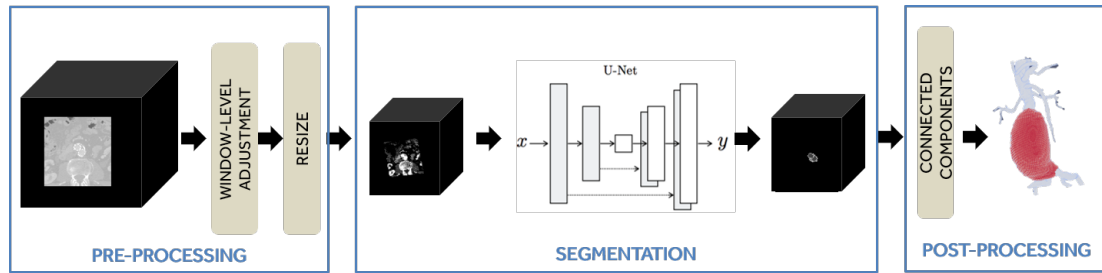 WINDOW-LEVEL
ADJUSTMENT
RESIZE
PRE-PROCESSING
U-Net
x
y
SEGMENTATION
CONNECTED
COMPONENTS
POST-PROCESSING